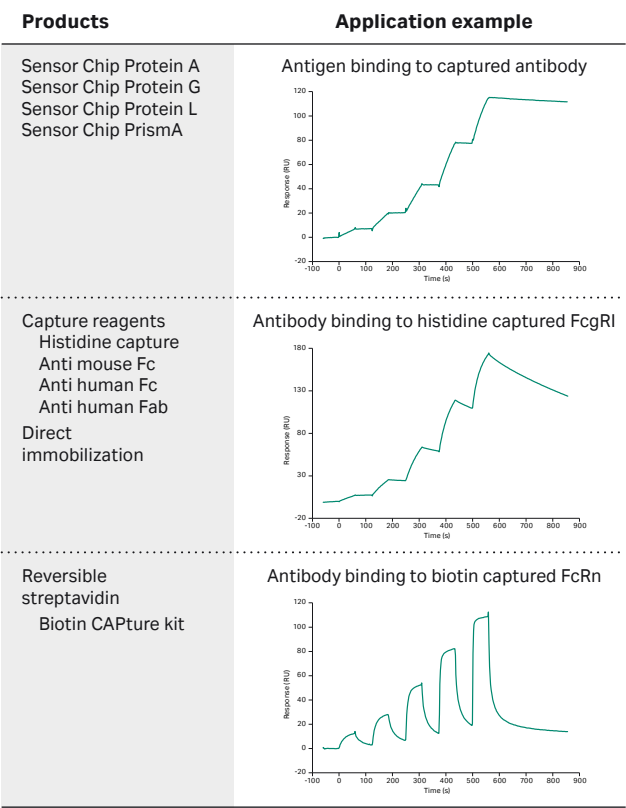 Products
Application example
Sensor Chip Protein A
Sensor Chip Protein G
Sensor Chip Protein L
Sensor Chip PrismA
Antigen binding to captured antibody
120
100
80
60
40
20
0
-20
Response (RU)
-100 0 100 200 300 400 500 600 700 800 900
Time (s)
Capture reagents
Histidine capture
Anti mouse Fc
Anti human Fc
Anti human Fab
Direct
immobilization
Antibody binding to histidine captured FcgRI
180
130
80
30
-20
Response (RU)
-100 0 100 200 300 400 500 600 700 800 900
Time (s)
Reversible
streptavidin
Biotin CAPture kit
Antibody binding to biotin captured FcRn
120
100
80
60
40
20
0
-20
Response (RU)
-100 0 100 200 300 400 500 600 700 800 900
Time (s)